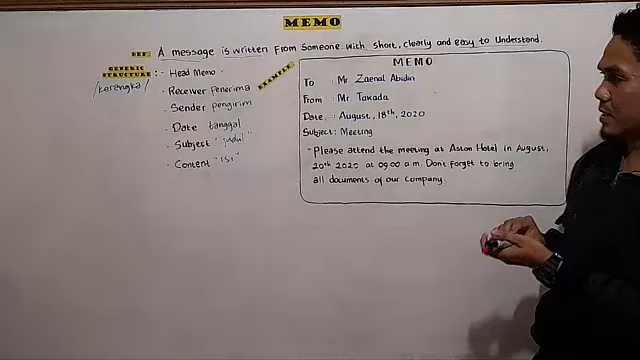 MEMO
DEF A message is written from someone with short, clearly and easy to understand.
GENERIC STRUCTURE : - Head Memo
/kerangka/
- Receiver penerima
- Sender pengirim
- Date tanggal
- Subject "judul"
- Content "isi"
EXAMPLE
MEMO
To : Mr. Zaenal Abidin
From : Mr Takada
Date : August, 18th, 2020
Subject : Meeting
"Please attend the meeting at Aston Hotel in August,
20th 2020 at 09.00 a.m. Dont forget to bring
all documents of our company.